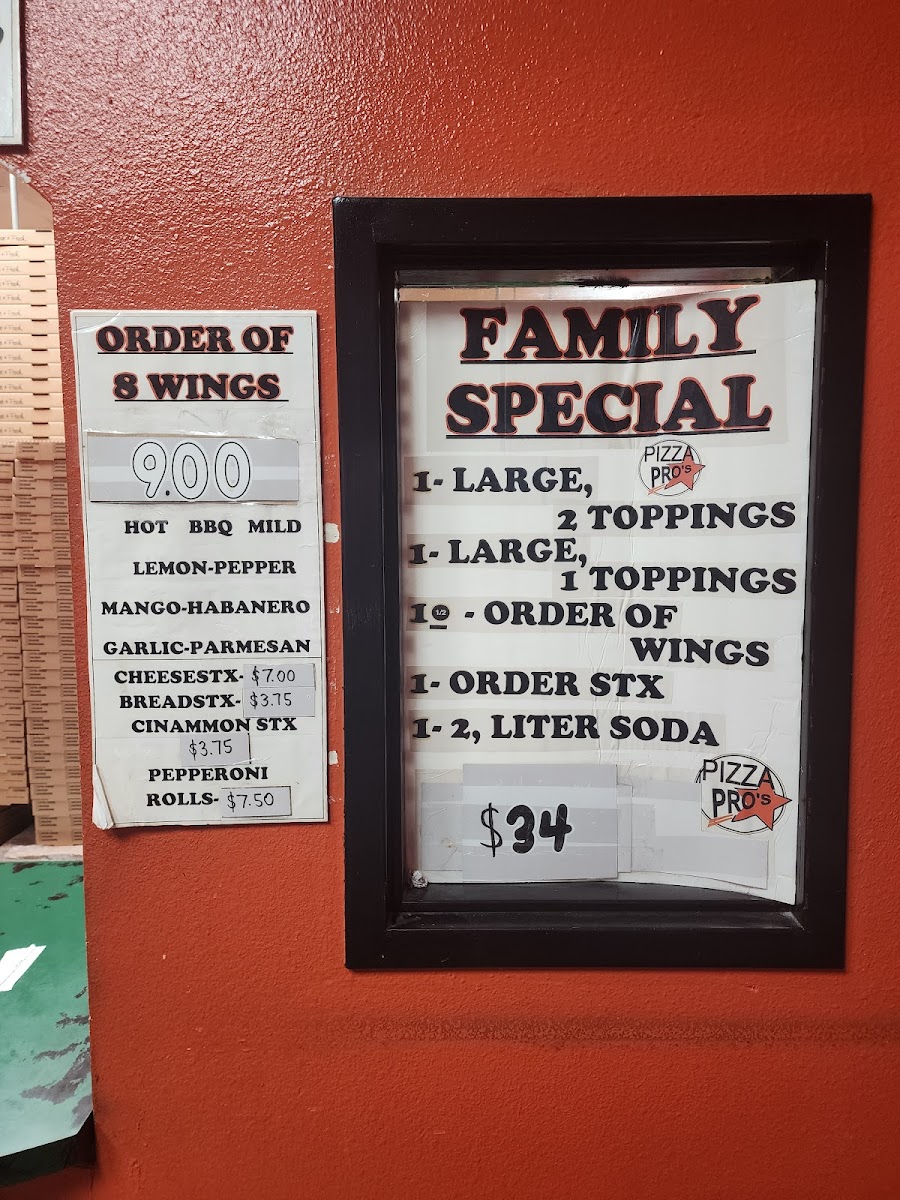 ORDER OF
8 WINGS
9.00
HOT BBQ MILD
LEMON-PEPPER
MANGO-HABANERO
GARLIC-PARMESAN
CHEESESTX- $7.00
BREADSTX- $3.75
CINAMMON STX
$3.75
PEPPERONI
ROLLS- $7.50
FAMILY
SPECIAL
PIZZA
PRO's
1- LARGE,
2 TOPPINGS
1- LARGE,
1 TOPPINGS
1 1/2 - ORDER OF
WINGS
1- ORDER STX
1- 2, LITER SODA
PIZZA
PRO's
$34